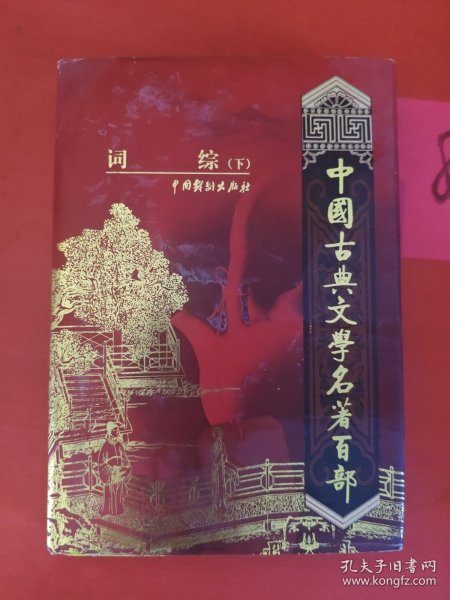 词 综(下)
中国戏剧出版社
中國古典文學名著百部
孔夫子旧书网
www.kongfz.com